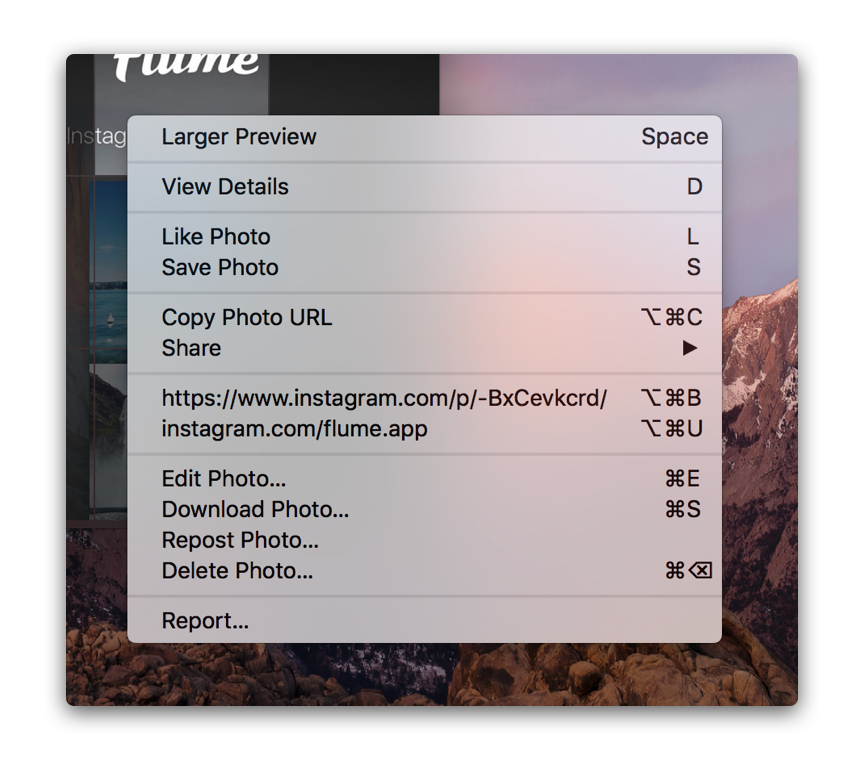 flume
Instag
Larger Preview Space
View Details D
Like Photo L
Save Photo S
Copy Photo URL ⌥⌘C
Share ▶
https://www.instagram.com/p/-BxCevkcrd/ ⌥⌘B
instagram.com/flume.app ⌥⌘U
Edit Photo... ⌘E
Download Photo... ⌘S
Repost Photo...
Delete Photo... ⌘⌫
Report...